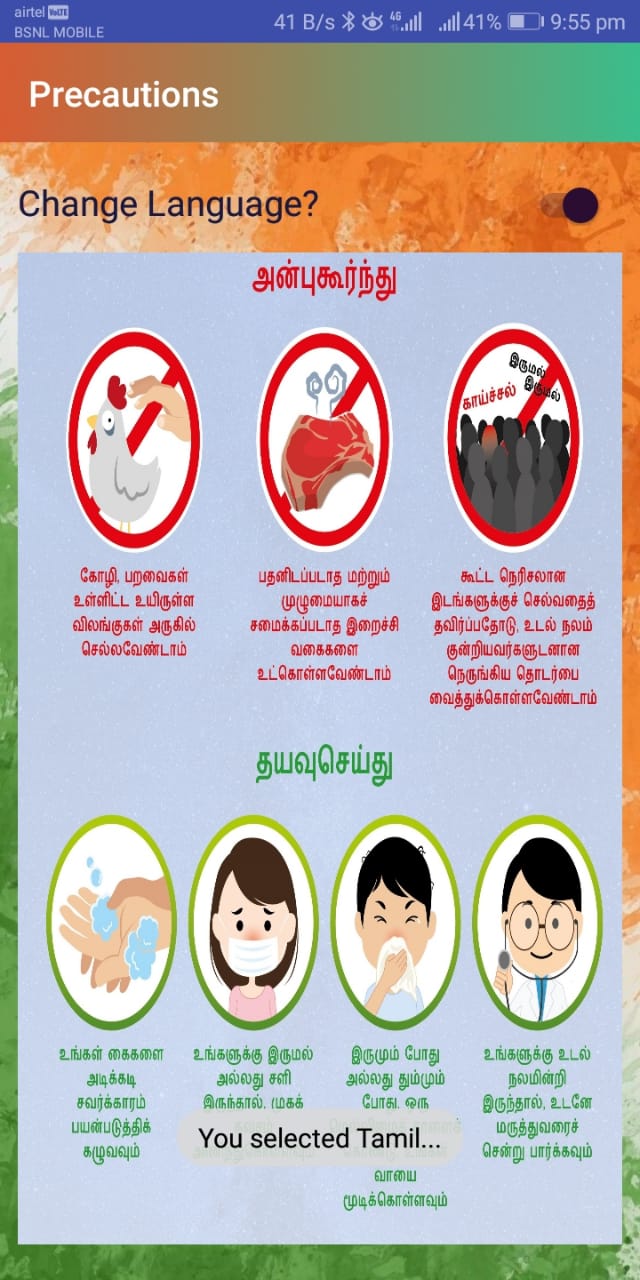 airtel VoLTE
BSNL MOBILE
41 B/s 4G 41% 9:55 pm
Precautions
Change Language?
அன்புகூர்ந்து
இருமல்
இருமல்
காய்ச்சல்
கோழி, பறவைகள்
உள்ளிட்ட உயிருள்ள
விலங்குகள் அருகில்
செல்லவேண்டாம்
பதனிடப்படாத மற்றும்
முழுமையாகச்
சமைக்கப்படாத இறைச்சி
வகைகளை
உட்கொள்ளவேண்டாம்
கூட்ட நெரிசலான
இடங்களுக்குச் செல்வதைத்
தவிர்ப்பதோடு, உடல் நலம்
குன்றியவர்களுடனான
நெருங்கிய தொடர்பை
வைத்துக்கொள்ளவேண்டாம்
தயவுசெய்து
உங்கள் கைகளை
அடிக்கடி
சவர்க்காரம்
பயன்படுத்திக்
கழுவவும்
உங்களுக்கு இருமல்
அல்லது சளி
இருந்தால், முகக்
இருமும் போது
அல்லது தும்மும்
போது, ஒரு
வாயை
மூடிக்கொள்ளவும்
உங்களுக்கு உடல்
நலமின்றி
இருந்தால், உடனே
மருத்துவரைச்
சென்று பார்க்கவும்
You selected Tamil...